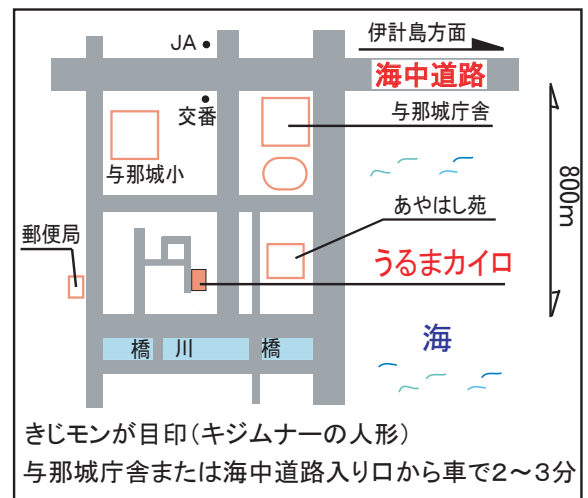 伊計島方面
JA
海中道路
交番
与那城庁舎
与那城小
800m
あやはし苑
郵便局
うるまカイロ
橋 川 橋
海
きじモンが目印(キジムナーの人形)
与那城庁舎または海中道路入り口から車で2～3分